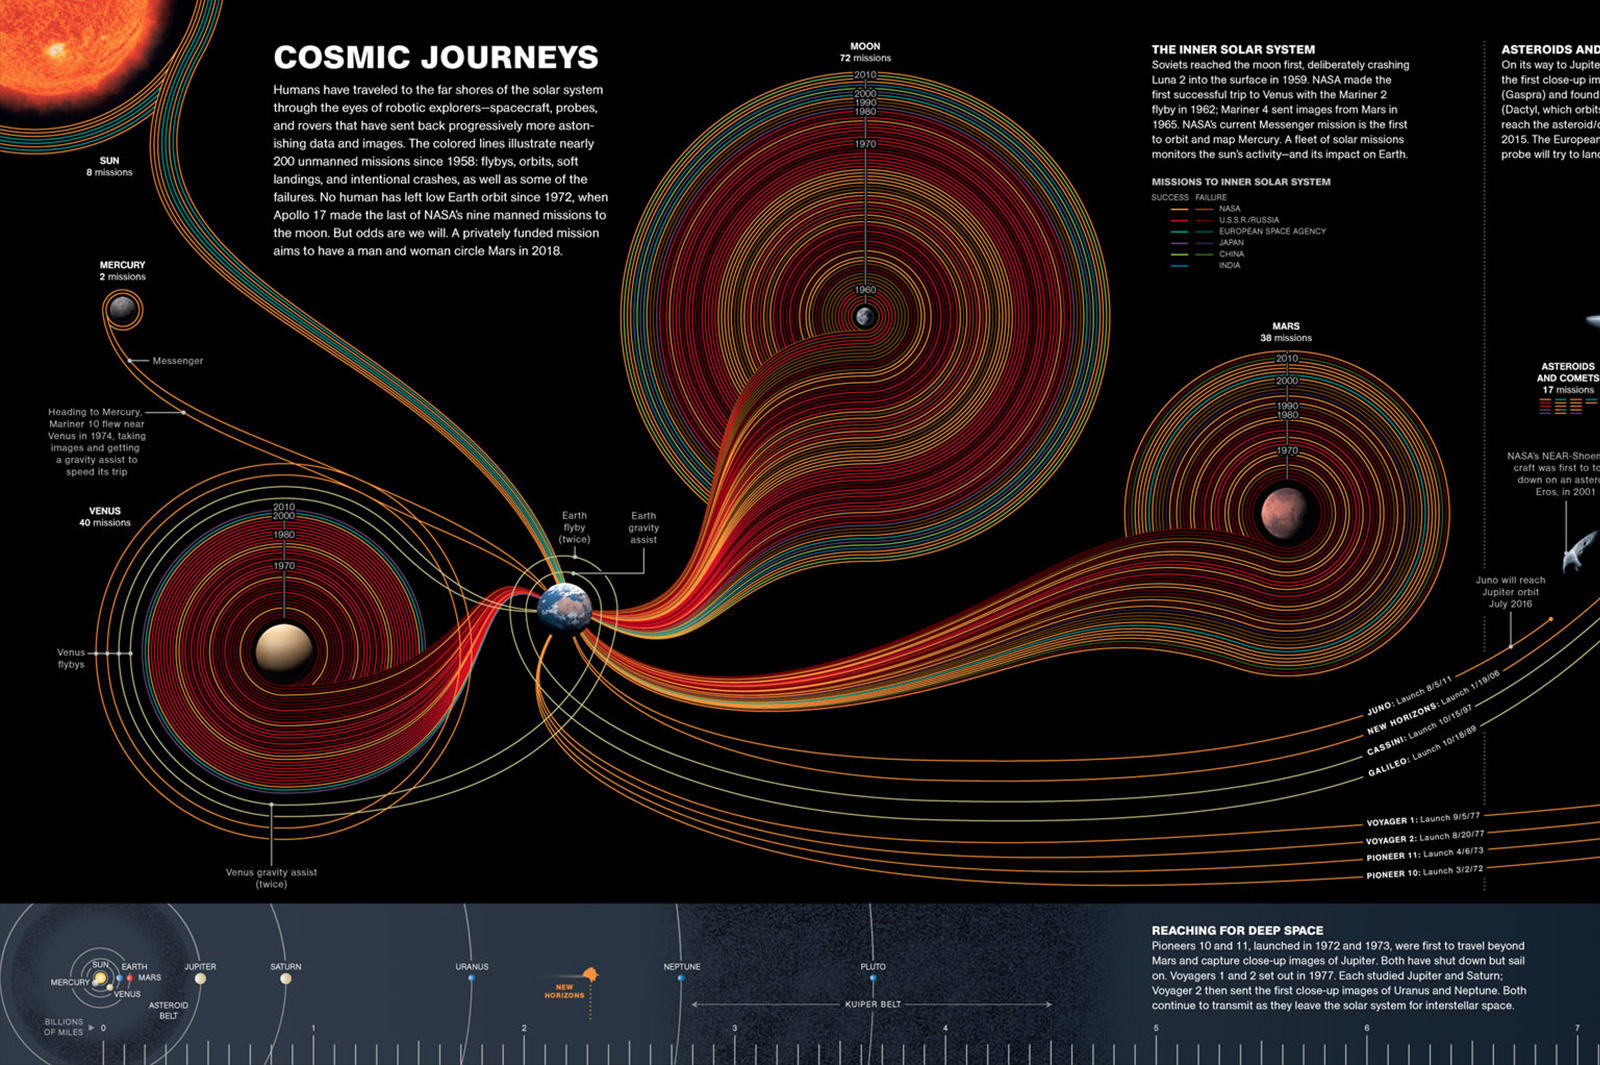 COSMIC JOURNEYS
Humans have traveled to the far shores of the solar system
through the eyes of robotic explorers—spacecraft, probes,
and rovers that have sent back progressively more aston-
ishing data and images. The colored lines illustrate nearly
200 unmanned missions since 1958: flybys, orbits, soft
landings, and intentional crashes, as well as some of the
failures. No human has left low Earth orbit since 1972, when
Apollo 17 made the last of NASA's nine manned missions to
the moon. But odds are we will. A privately funded mission
aims to have a man and woman circle Mars in 2018.
SUN
8 missions
MERCURY
2 missions
Messenger
Heading to Mercury,
Mariner 10 flew near
Venus in 1974, taking
images and getting
a gravity assist to
speed its trip
VENUS
40 missions
2010
2000
1980
1970
Venus
flybys
Venus gravity assist
(twice)
Earth
flyby
(twice)
Earth
gravity
assist
MOON
72 missions
2010
2000
1990
1980
1970
1960
THE INNER SOLAR SYSTEM
Soviets reached the moon first, deliberately crashing
Luna 2 into the surface in 1959. NASA made the
first successful trip to Venus with the Mariner 2
flyby in 1962; Mariner 4 sent images from Mars in
1965. NASA's current Messenger mission is the first
to orbit and map Mercury. A fleet of solar missions
monitors the sun's activity—and its impact on Earth.
MISSIONS TO INNER SOLAR SYSTEM
SUCCESS FAILURE
NASA
U.S.S.R./RUSSIA
EUROPEAN SPACE AGENCY
JAPAN
CHINA
INDIA
MARS
38 missions
2010
2000
1990
1980
1970
ASTEROIDS AND
On its way to Jupite
the first close-up im
(Gaspra) and found
(Dactyl, which orbits
reach the asteroid/
2015. The European
probe will try to lan
ASTEROIDS
AND COMETS
17 missions
NASA's NEAR-Shoem
craft was first to to
down on an astero
Eros, in 2001
Juno will reach
Jupiter orbit
July 2016
JUNO: Launch 8/5/11
NEW HORIZONS: Launch 1/19/06
CASSINI: Launch 10/15/97
GALILEO: Launch 10/18/89
VOYAGER 1: Launch 9/5/77
VOYAGER 2: Launch 8/20/77
PIONEER 11: Launch 4/6/73
PIONEER 10: Launch 3/2/72
SUN
MERCURY
VENUS
EARTH
MARS
ASTEROID
BELT
JUPITER
SATURN
URANUS
NEW
HORIZONS
NEPTUNE
PLUTO
KUIPER BELT
BILLIONS
OF MILES
0 1 2 3 4 5 6 7
REACHING FOR DEEP SPACE
Pioneers 10 and 11, launched in 1972 and 1973, were first to travel beyond
Mars and capture close-up images of Jupiter. Both have shut down but sail
on. Voyagers 1 and 2 set out in 1977. Each studied Jupiter and Saturn;
Voyager 2 then sent the first close-up images of Uranus and Neptune. Both
continue to transmit as they leave the solar system for interstellar space.